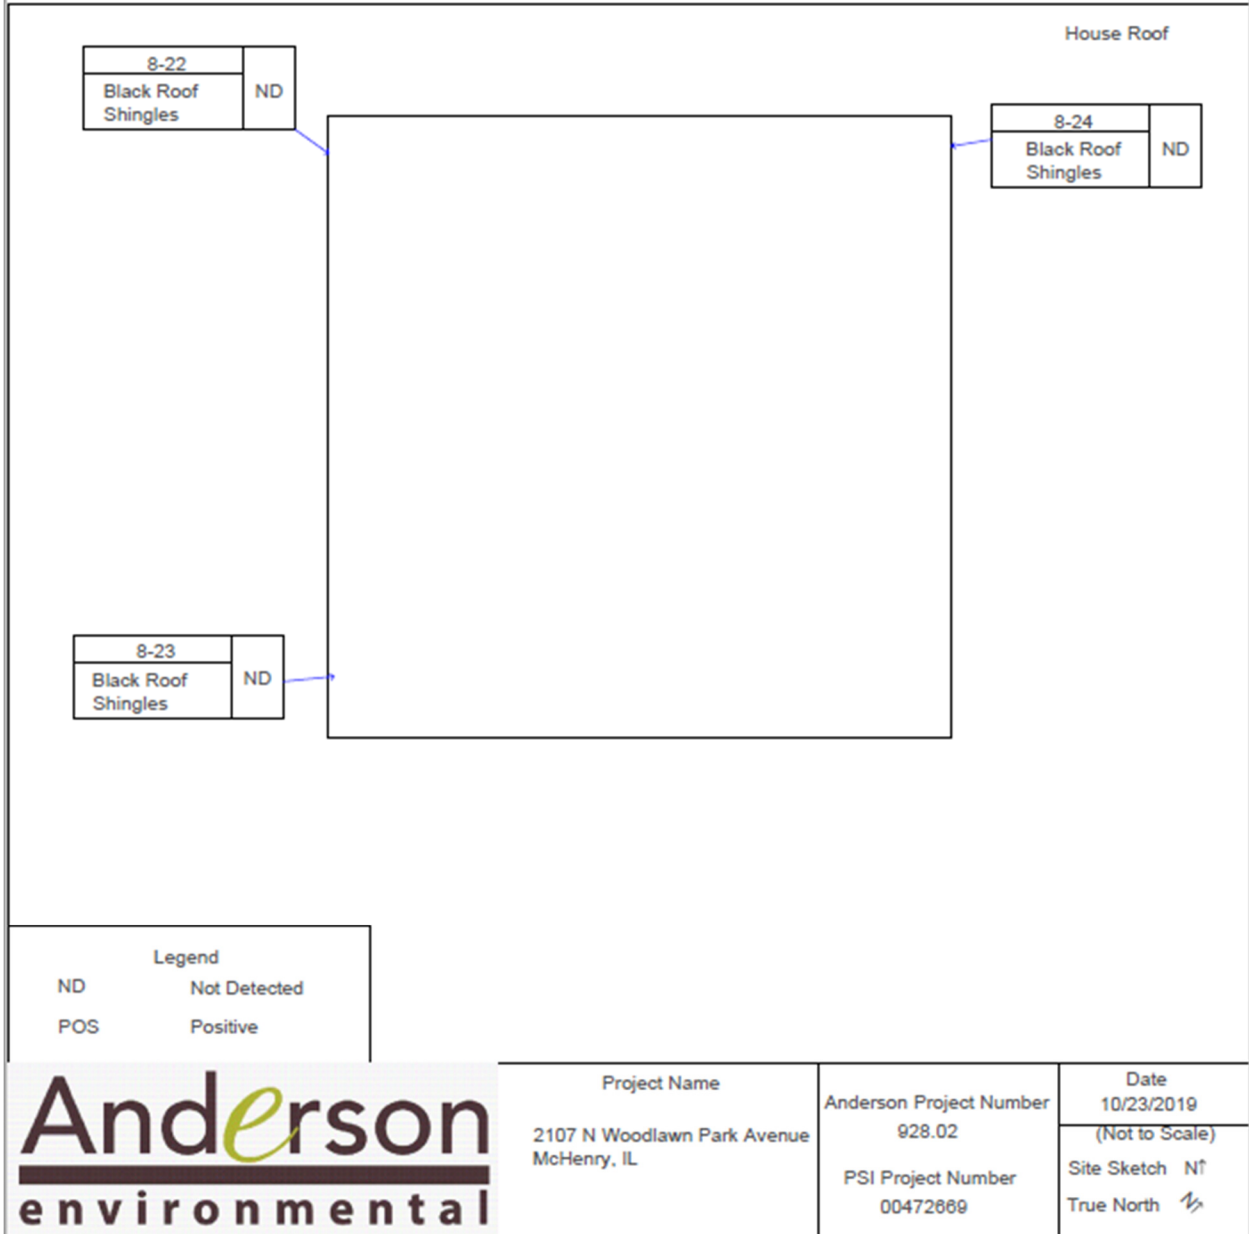 House Roof
8-22
Black Roof
Shingles
ND
8-24
Black Roof
Shingles
ND
8-23
Black Roof
Shingles
ND
Legend
ND Not Detected
POS Positive
Anderson
environmental
Project Name
2107 N Woodlawn Park Avenue
McHenry, IL
Anderson Project Number
928.02
PSI Project Number
00472669
Date
10/23/2019
(Not to Scale)
Site Sketch N↑
True North N